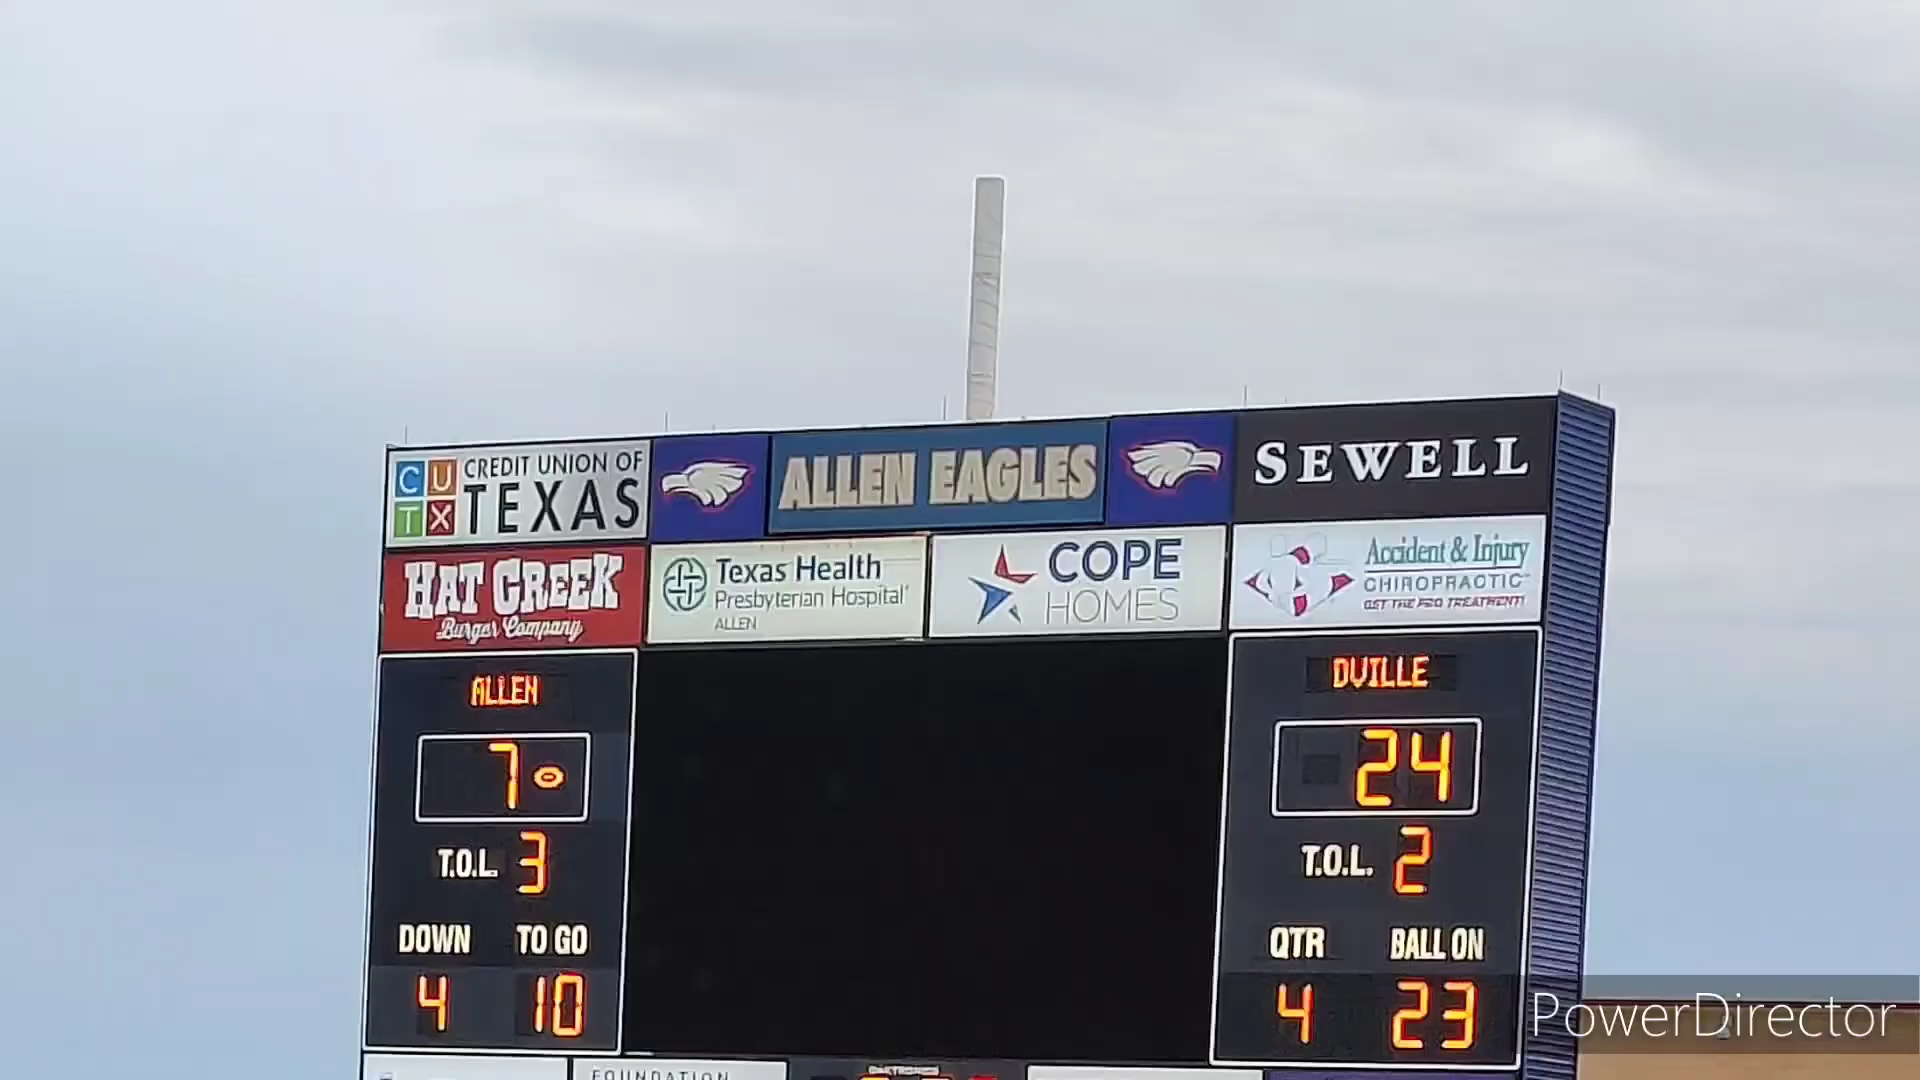 CU
TX
CREDIT UNION OF
TEXAS
ALLEN EAGLES
SEWELL
HAT CREEK
Burger Company
Texas Health
Presbyterian Hospital
ALLEN
COPE
HOMES
Accident & Injury
CHIROPRACTIC
GET THE PRO TREATMENT!
ALLEN
7
T.O.L. 3
DOWN TO GO
4 10
DVILLE
24
T.O.L. 2
QTR BALL ON
4 23
FOUNDATION
PowerDirector